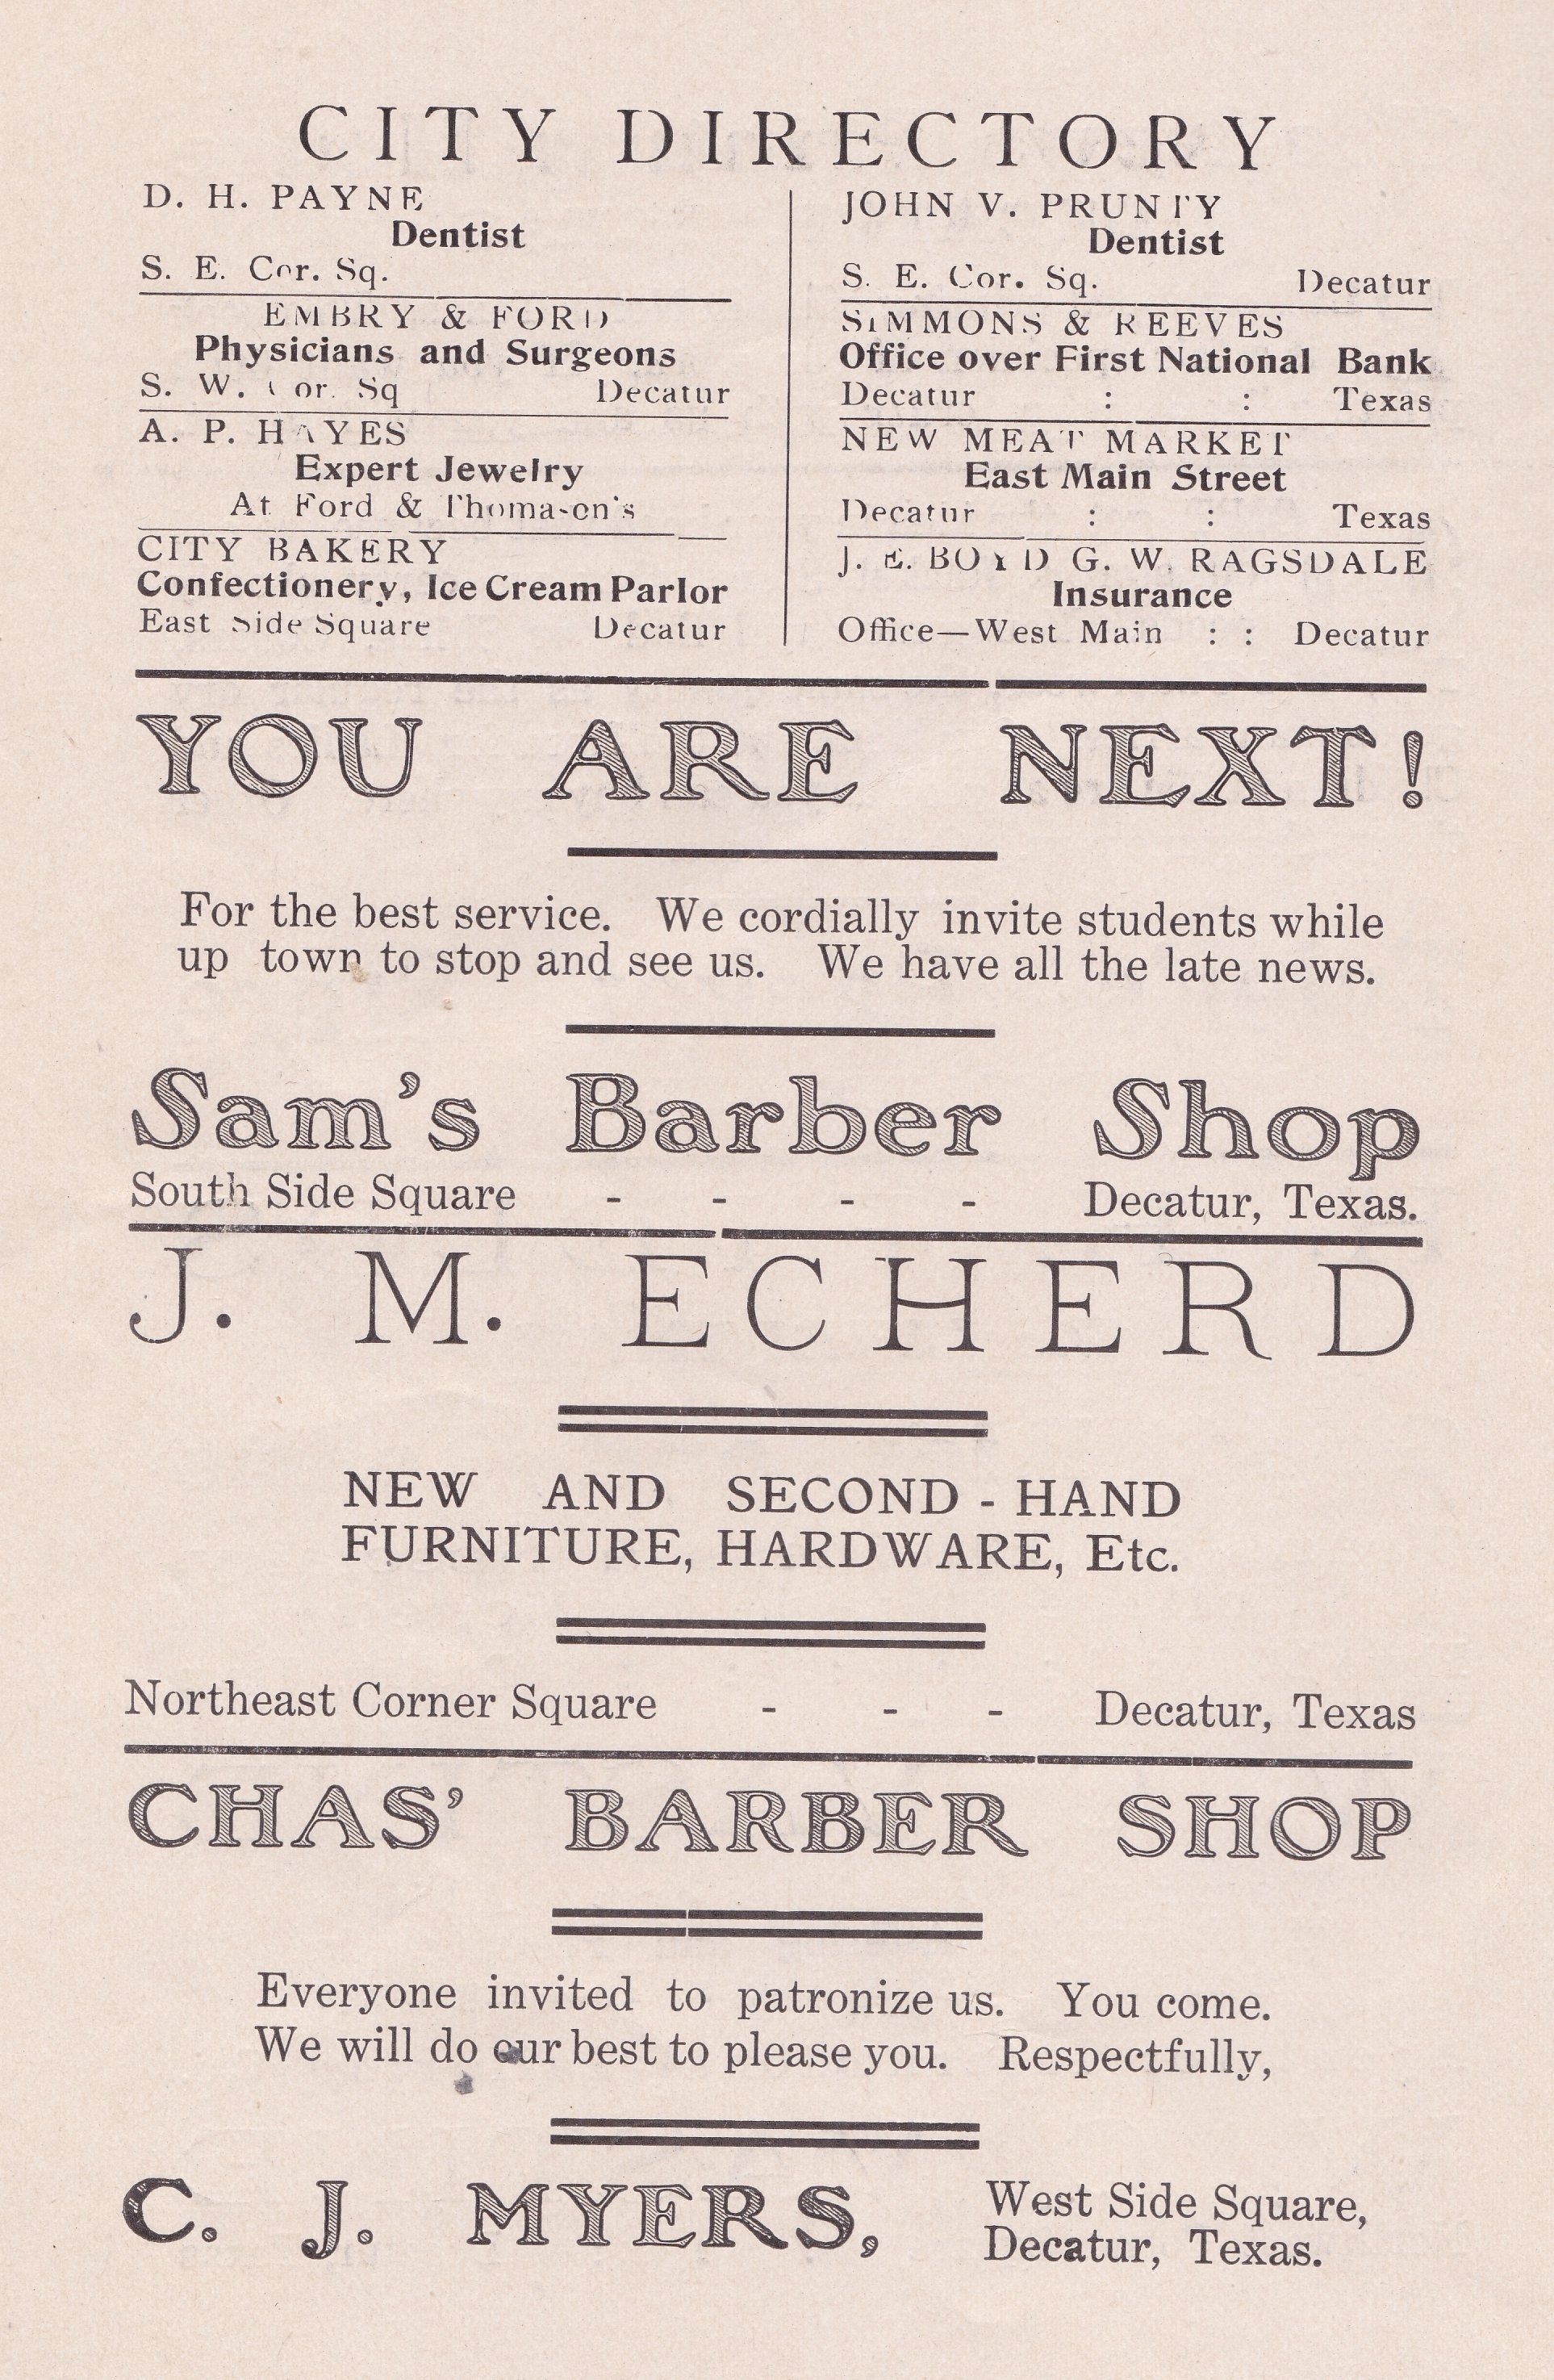 CITY DIRECTORY
D. H. PAYNE
Dentist
S. E. Cor. Sq.
EMBRY & FORD
Physicians and Surgeons
S. W. Cor. Sq Decatur
A. P. HAYES
Expert Jewelry
At Ford & Thomason's
CITY BAKERY
Confectionery, Ice Cream Parlor
East Side Square Decatur
JOHN V. PRUNTY
Dentist
S. E. Cor. Sq. Decatur
SIMMONS & REEVES
Office over First National Bank
Decatur : : Texas
NEW MEAT MARKET
East Main Street
Decatur : : Texas
J. E. BOYD G. W. RAGSDALE
Insurance
Office—West Main : : Decatur
YOU ARE NEXT!
For the best service. We cordially invite students while
up town to stop and see us. We have all the late news.
Sam's Barber Shop
South Side Square - - - - Decatur, Texas.
J. M. ECHERD
NEW AND SECOND - HAND
FURNITURE, HARDWARE, Etc.
Northeast Corner Square - - - Decatur, Texas
CHAS' BARBER SHOP
Everyone invited to patronize us. You come.
We will do our best to please you. Respectfully,
C. J. MYERS, West Side Square,
Decatur, Texas.